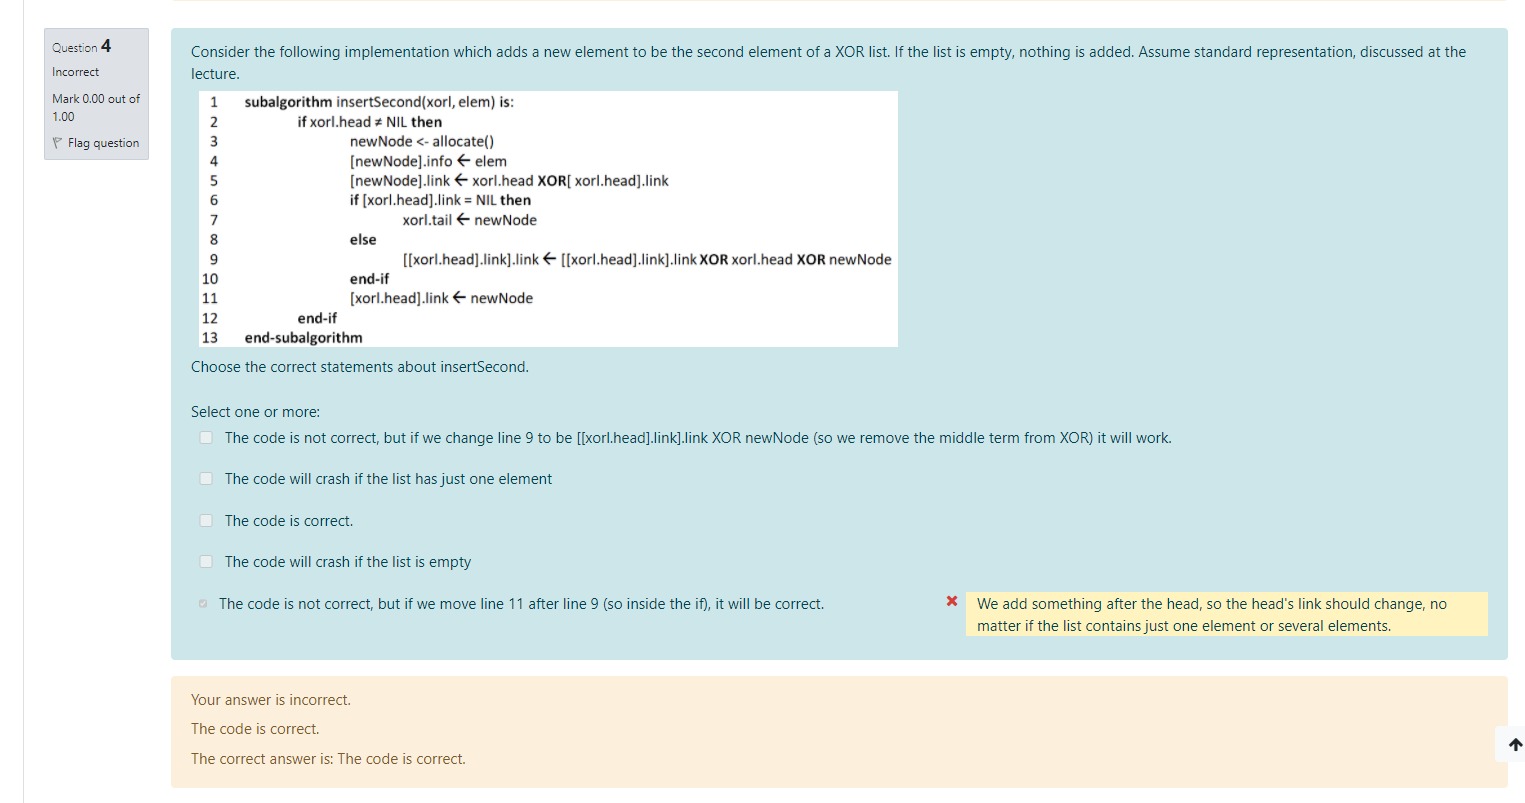 Question 4
Incorrect
Mark 0.00 out of
1.00
Flag question
Consider the following implementation which adds a new element to be the second element of a XOR list. If the list is empty, nothing is added. Assume standard representation, discussed at the
lecture.
1 subalgorithm insertSecond(xorl, elem) is:
2 if xorl.head ≠ NIL then
3 newNode <- allocate()
4 [newNode].info ← elem
5 [newNode].link ← xorl.head XOR[ xorl.head].link
6 if [xorl.head].link = NIL then
7 xorl.tail ← newNode
8 else
9 [[xorl.head].link].link ← [[xorl.head].link].link XOR xorl.head XOR newNode
10 end-if
11 [xorl.head].link ← newNode
12 end-if
13 end-subalgorithm
Choose the correct statements about insertSecond.
Select one or more:
The code is not correct, but if we change line 9 to be [[xorl.head].link].link XOR newNode (so we remove the middle term from XOR) it will work.
The code will crash if the list has just one element
The code is correct.
The code will crash if the list is empty
The code is not correct, but if we move line 11 after line 9 (so inside the if), it will be correct.
We add something after the head, so the head's link should change, no
matter if the list contains just one element or several elements.
Your answer is incorrect.
The code is correct.
The correct answer is: The code is correct.